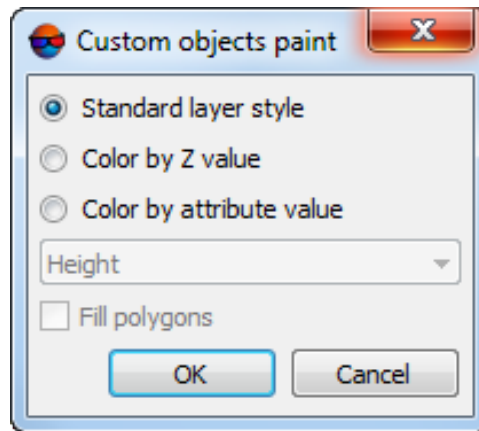 Custom objects paint
Standard layer style
Color by Z value
Color by attribute value
Height
Fill polygons
OK Cancel